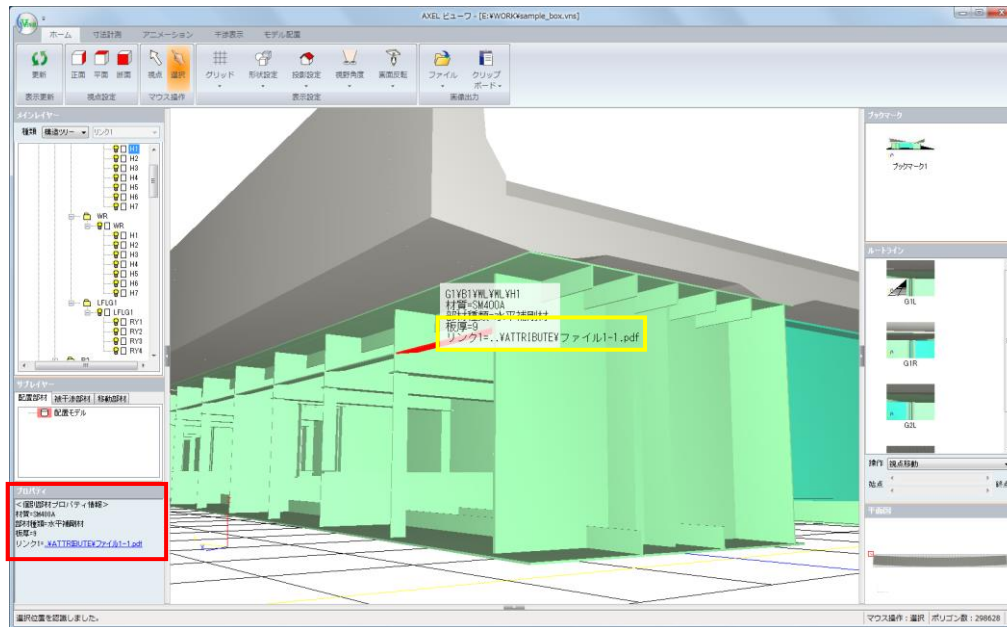 AXEL ビューワ - [E:¥WORK¥sample_box.vns]
ホーム 寸法計測 アニメーション 干渉表示 モデル配置
更新 正面 平面 断面 視点 選択 グリッド 形状設定 投影設定 視野角度 画面反転 ファイル クリップボード
表示更新 視点設定 マウス操作 表示設定 画像出力
メインレイヤー
種類 構造ツリー リンク1
H1
H2
H3
H4
H5
H6
H7
WR
WR
H1
H2
H3
H4
H5
H6
H7
LFLG1
LFLG1
RY1
RY2
RY3
RY4
サブレイヤー
配置部材 被干渉部材 移動部材
配置モデル
プロパティ
<個別部材プロパティ情報>
材質=SM400A
部材種類=水平補剛材
板厚=9
リンク1=..¥ATTRIBUTE¥ファイル1-1.pdf
G1¥B1¥WL¥WL¥H1
材質=SM400A
部材種類=水平補剛材
板厚=9
リンク1=..¥ATTRIBUTE¥ファイル1-1.pdf
ブックマーク
ブックマーク1
ルートライン
G1L
G1R
G2L
操作 視点移動
始点 終点
平面図
選択位置を認識しました。
マウス操作:選択 ポリゴン数:298628